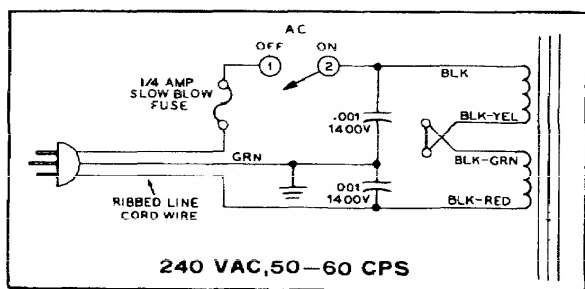 AC
OFF ON
1 2
1/4 AMP
SLOW BLOW
FUSE
BLK
.001
1400V
BLK-YEL
GRN
BLK-GRN
.001
1400V
RIBBED LINE
CORD WIRE
BLK-RED
240 VAC, 50-60 CPS